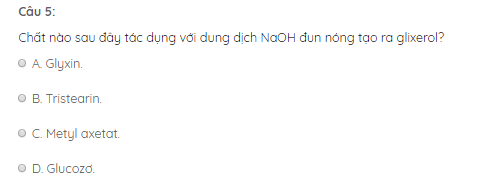 Câu 5:
Chất nào sau đây tác dụng với dung dịch NaOH đun nóng tạo ra glixerol?
A. Glyxin.
B. Tristearin.
C. Metyl axetat.
D. Glucozơ.